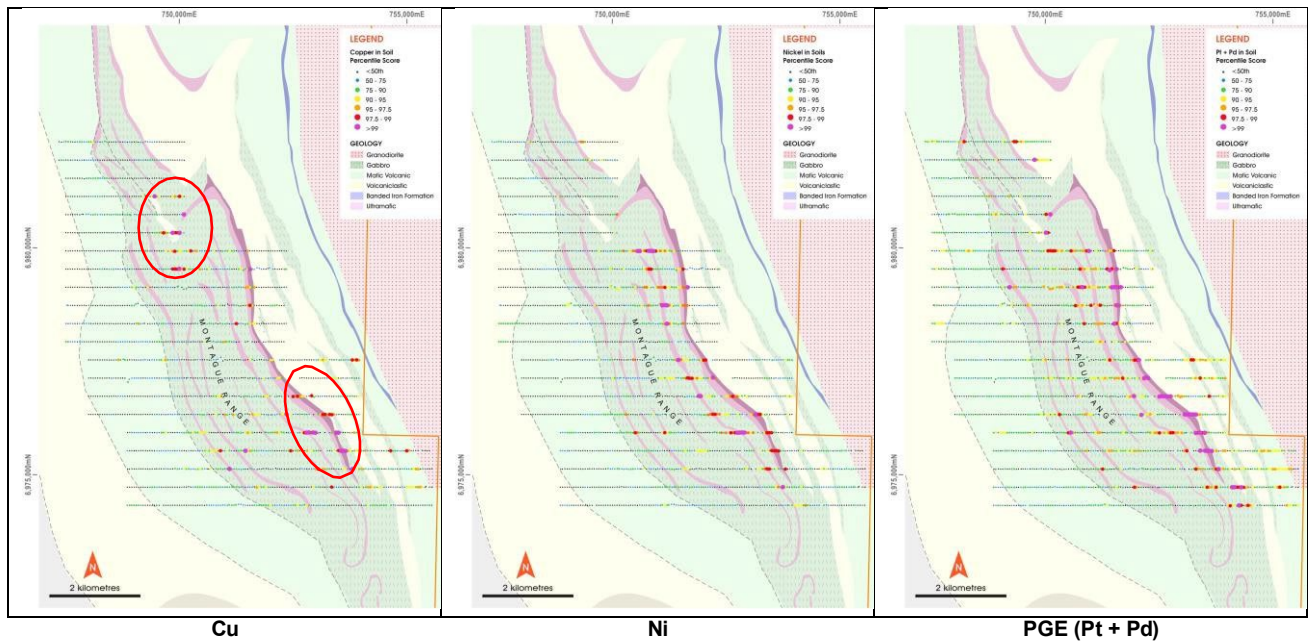 750,000mE
755,000mE
LEGEND
Copper in Soil
Percentile Score
<50th
50 - 75
75 - 90
90 - 95
95 - 97.5
97.5 - 99
>99
GEOLOGY
Granodiorite
Gabbro
Mafic Volcanic
Volcaniclastic
Banded Iron Formation
Ultramafic
6,980,000mN
6,975,000mN
MONTAGUE RANGE
2 kilometres
Cu
750,000mE
755,000mE
LEGEND
Nickel in Soils
Percentile Score
<50th
50 - 75
75 - 90
90 - 95
95 - 97.5
97.5 - 99
>99
GEOLOGY
Granodiorite
Gabbro
Mafic Volcanic
Volcaniclastic
Banded Iron Formation
Ultramafic
6,980,000mN
6,975,000mN
MONTAGUE RANGE
2 kilometres
Ni
750,000mE
755,000mE
LEGEND
Pt + Pd in Soil
Percentile Score
<50th
50 - 75
75 - 90
90 - 95
95 - 97.5
97.5 - 99
>99
GEOLOGY
Granodiorite
Gabbro
Mafic Volcanic
Volcaniclastic
Banded Iron Formation
Ultramafic
6,980,000mN
6,975,000mN
MONTAGUE RANGE
2 kilometres
PGE (Pt + Pd)